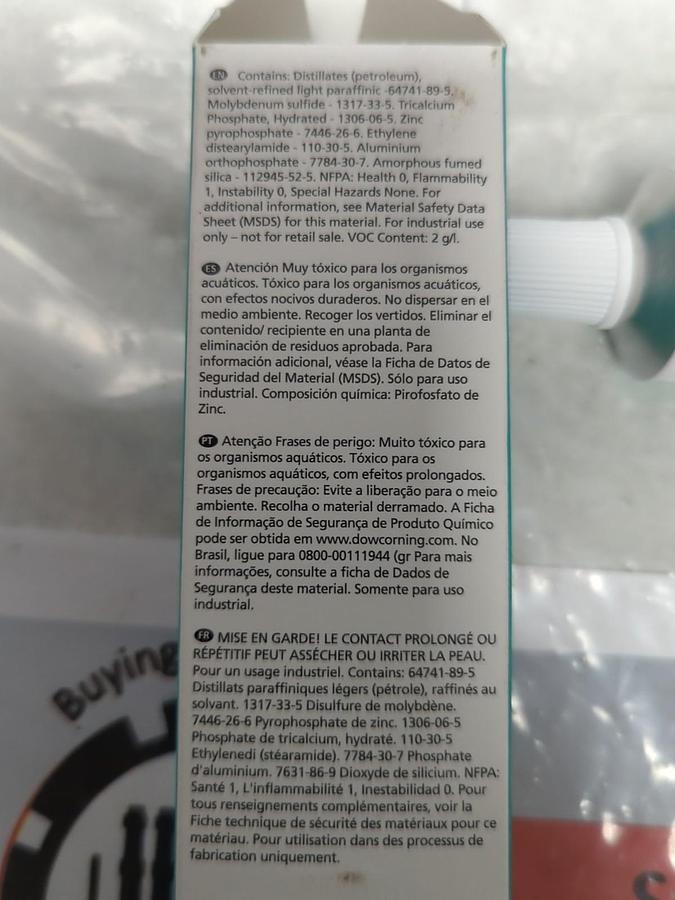 EN Contains: Distillates (petroleum),
solvent-refined light paraffinic -64741-89-5.
Molybdenum sulfide - 1317-33-5. Tricalcium
Phosphate, Hydrated - 1306-06-5. Zinc
pyrophosphate - 7446-26-6. Ethylene
distearylamide - 110-30-5. Aluminium
orthophosphate - 7784-30-7. Amorphous fumed
silica - 112945-52-5. NFPA: Health 0, Flammability
1, Instability 0, Special Hazards None. For
additional information, see Material Safety Data
Sheet (MSDS) for this material. For industrial use
only – not for retail sale. VOC Content: 2 g/l.
ES Atención Muy tóxico para los organismos
acuáticos. Tóxico para los organismos acuáticos,
con efectos nocivos duraderos. No dispersar en el
medio ambiente. Recoger los vertidos. Eliminar el
contenido/ recipiente en una planta de
eliminación de residuos aprobada. Para
información adicional, véase la Ficha de Datos de
Seguridad del Material (MSDS). Sólo para uso
industrial. Composición química: Pirofosfato de
Zinc.
PT Atenção Frases de perigo: Muito tóxico para
os organismos aquáticos. Tóxico para os
organismos aquáticos, com efeitos prolongados.
Frases de precaução: Evite a liberação para o meio
ambiente. Recolha o material derramado. A Ficha
de Informação de Segurança de Produto Químico
pode ser obtida em www.dowcorning.com. No
Brasil, ligue para 0800-00111944 (gr Para mais
informações, consulte a ficha de Dados de
Segurança deste material. Somente para uso
industrial.
FR MISE EN GARDE! LE CONTACT PROLONGÉ OU
RÉPÉTITIF PEUT ASSÉCHER OU IRRITER LA PEAU.
Pour un usage industriel. Contains: 64741-89-5
Distillats paraffiniques légers (pétrole), raffinés au
solvant. 1317-33-5 Disulfure de molybdène.
7446-26-6 Pyrophosphate de zinc. 1306-06-5
Phosphate de tricalcium, hydraté. 110-30-5
Ethylenedi (stéaramide). 7784-30-7 Phosphate
d'aluminium. 7631-86-9 Dioxyde de silicium. NFPA:
Santé 1, L'inflammabilité 1, Inestabilidad 0. Pour
tous renseignements complémentaires, voir la
Fiche technique de sécurité des matériaux pour ce
matériau. Pour utilisation dans des processus de
fabrication uniquement.
Buying